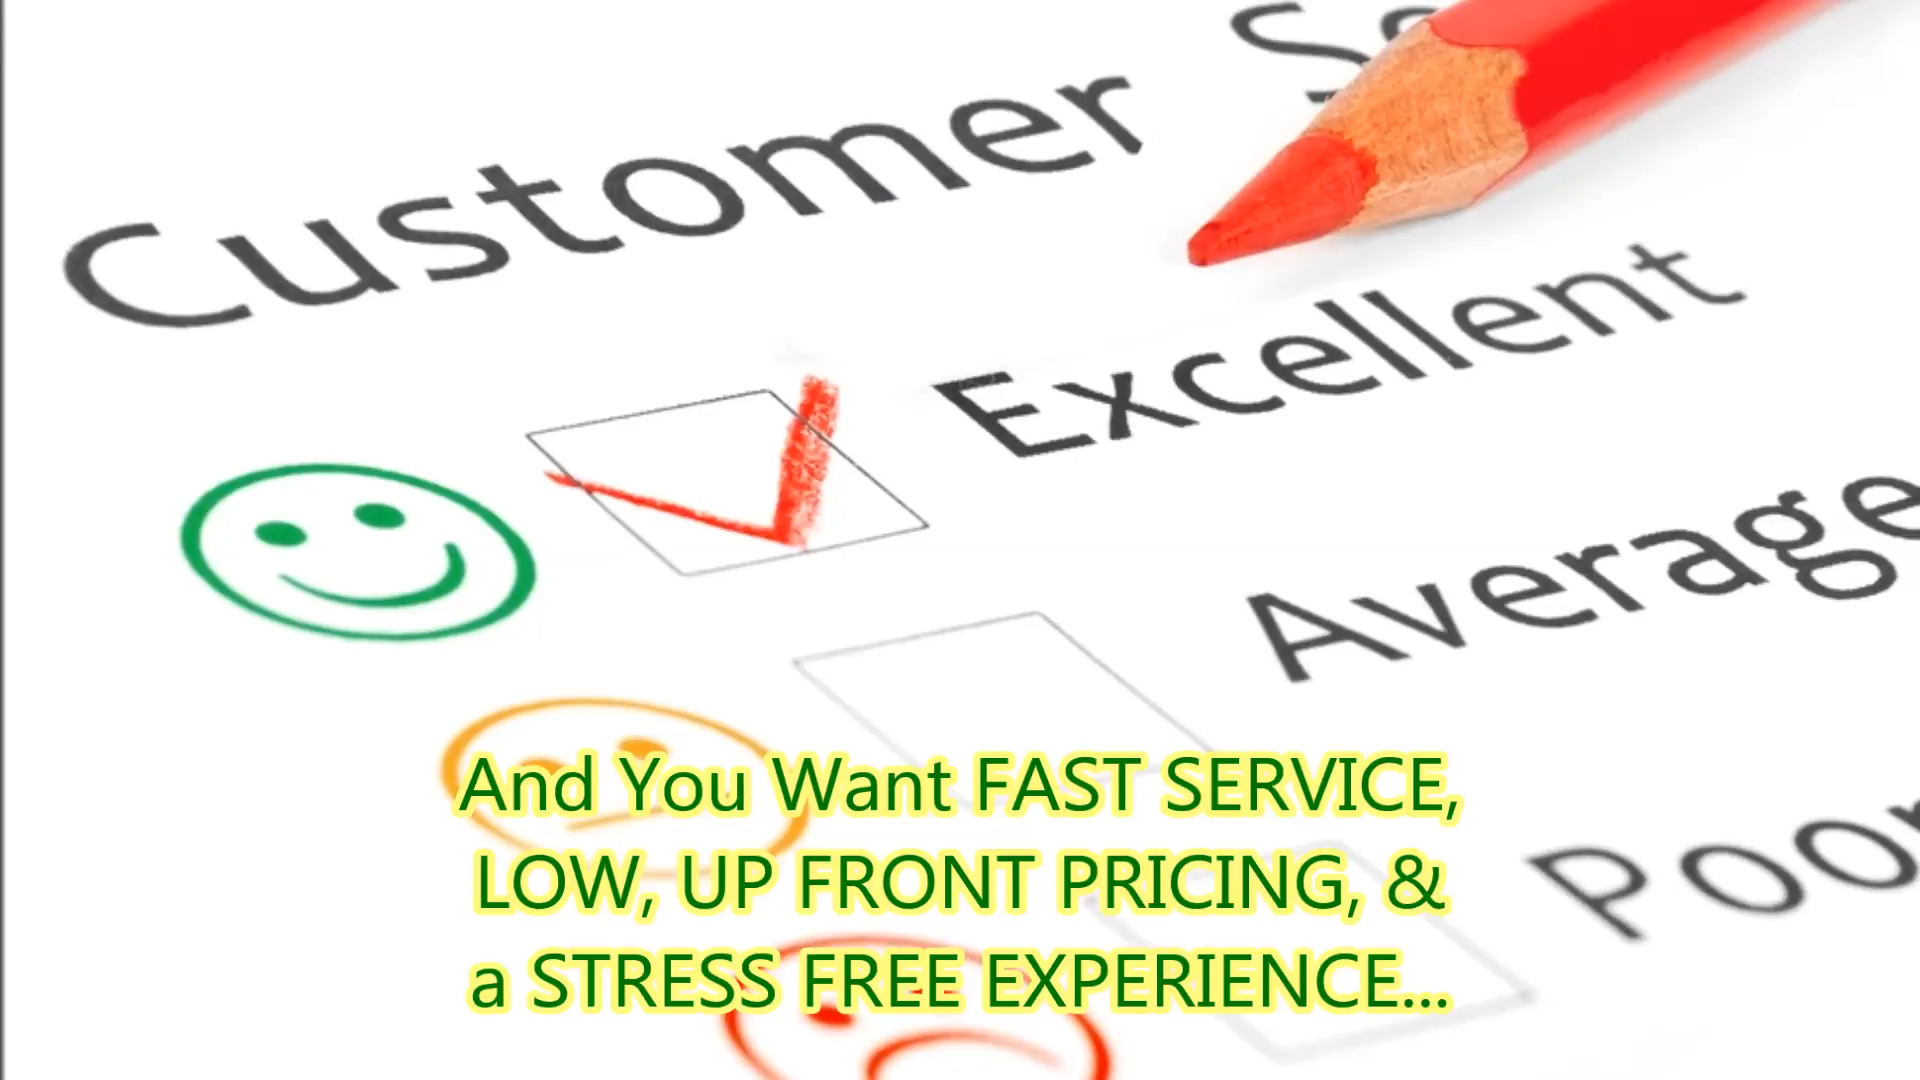 Customer
Excellent
Average
Poor
And You Want FAST SERVICE,
LOW, UP FRONT PRICING, &
a STRESS FREE EXPERIENCE...